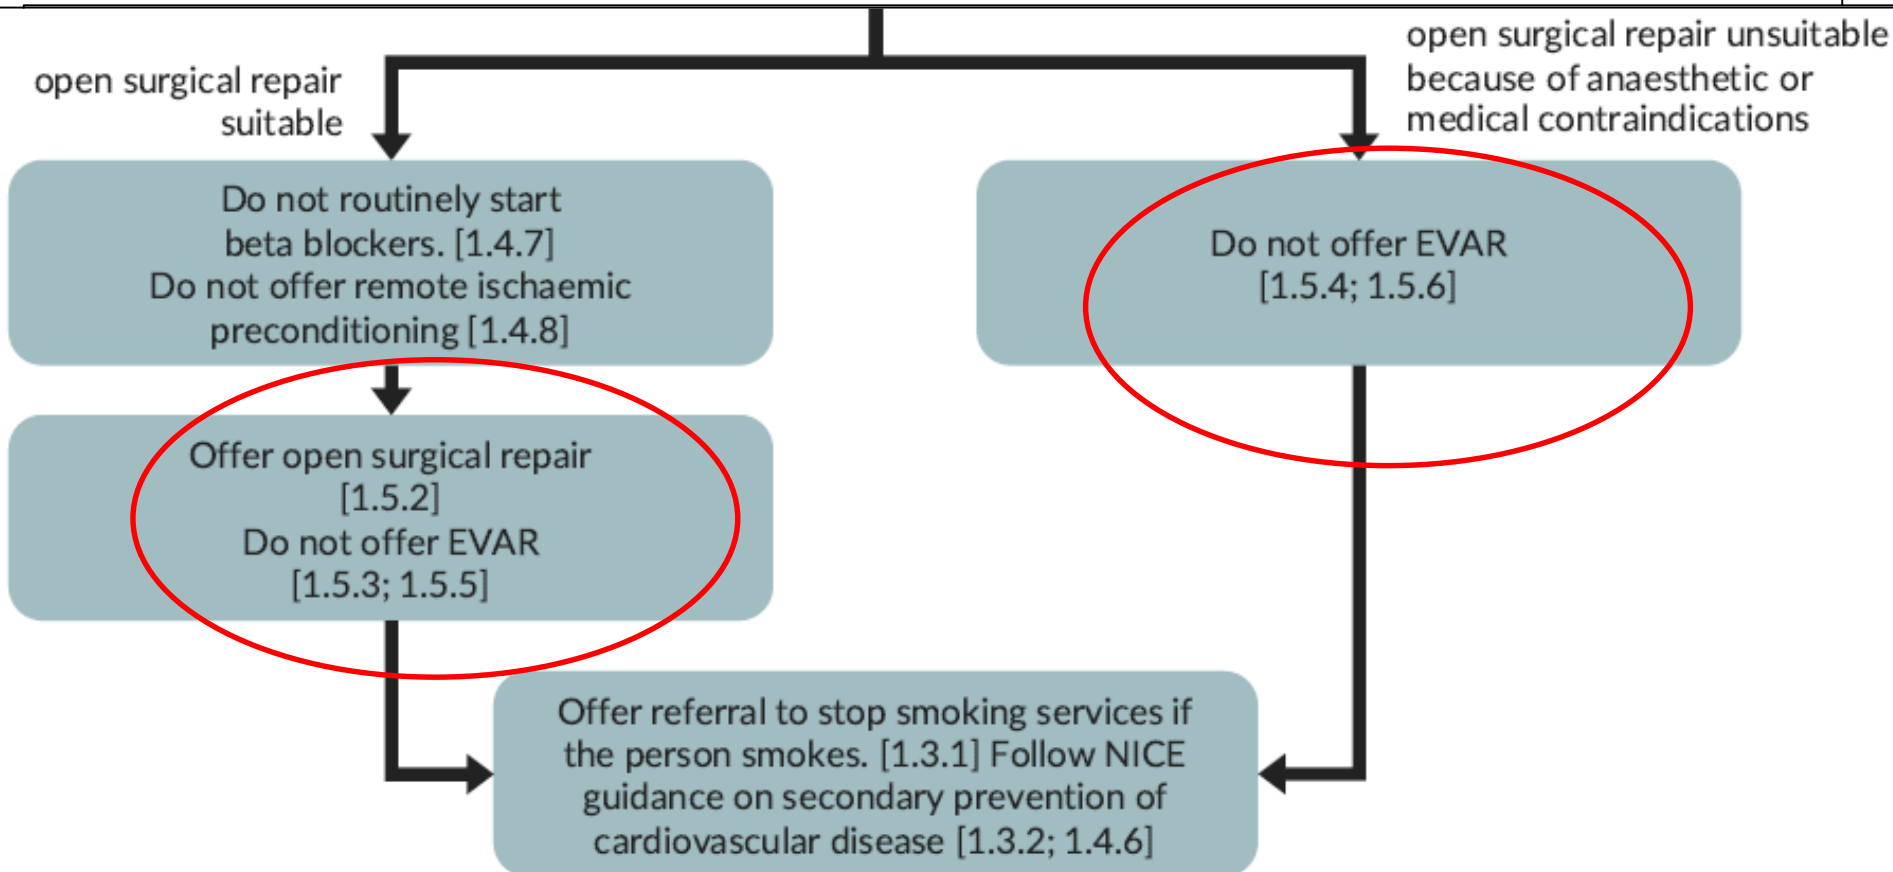 open surgical repair
suitable
open surgical repair unsuitable
because of anaesthetic or
medical contraindications
Do not routinely start
beta blockers. [1.4.7]
Do not offer remote ischaemic
preconditioning [1.4.8]
Do not offer EVAR
[1.5.4; 1.5.6]
Offer open surgical repair
[1.5.2]
Do not offer EVAR
[1.5.3; 1.5.5]
Offer referral to stop smoking services if
the person smokes. [1.3.1] Follow NICE
guidance on secondary prevention of
cardiovascular disease [1.3.2; 1.4.6]